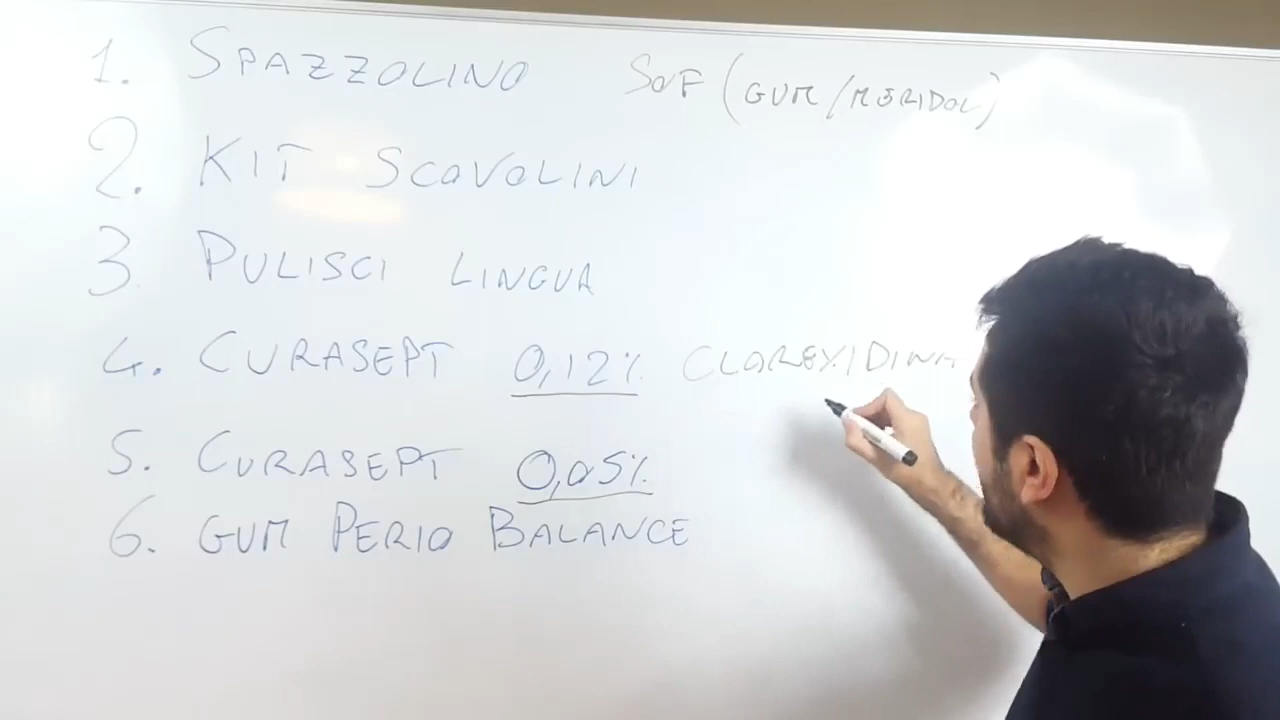 1. SPAZZOLINO SOF (GUM/MERIDOL)
2. KIT SCOVOLINI
3. PULISCI LINGUA
4. CURASEPT 0,12% CLOREXIDINA
5. CURASEPT 0,05%
6. GUM PERIO BALANCE